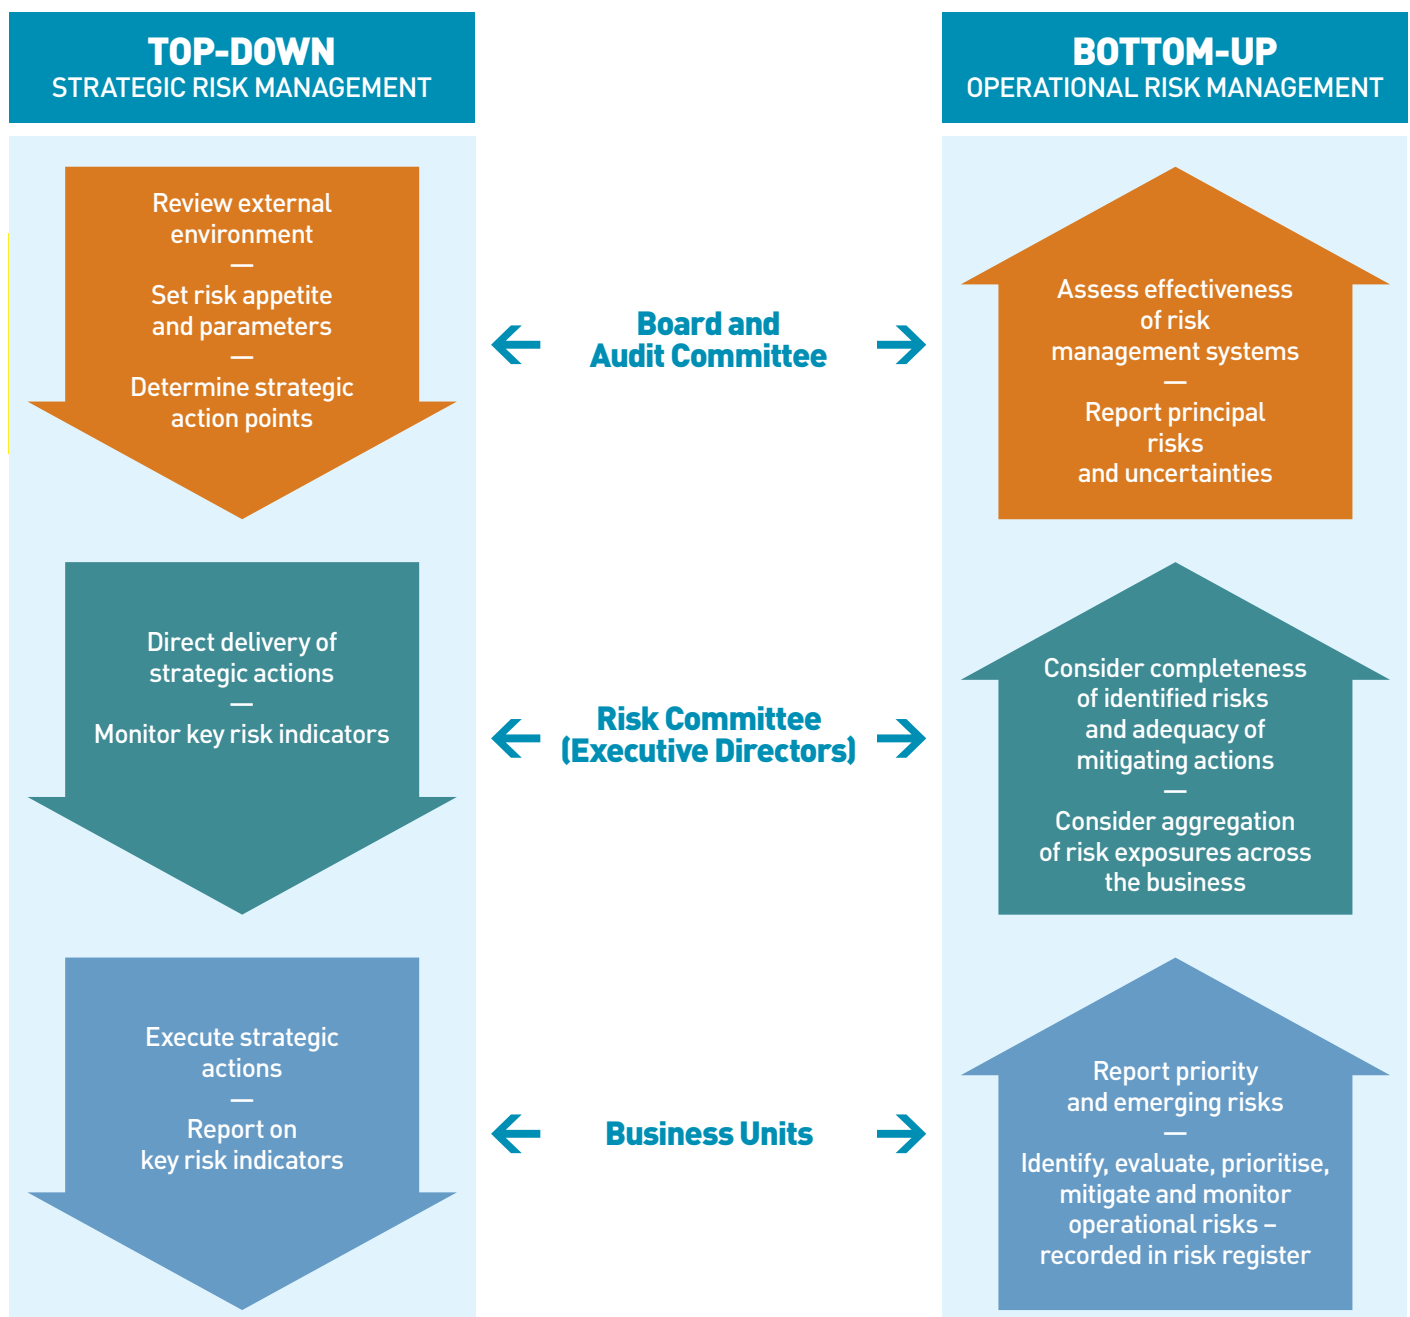 TOP-DOWN
STRATEGIC RISK MANAGEMENT
BOTTOM-UP
OPERATIONAL RISK MANAGEMENT
Review external
environment
—
Set risk appetite
and parameters
—
Determine strategic
action points
Board and
Audit Committee
Assess effectiveness
of risk
management systems
—
Report principal
risks
and uncertainties
Direct delivery of
strategic actions
—
Monitor key risk indicators
Risk Committee
(Executive Directors)
Consider completeness
of identified risks
and adequacy of
mitigating actions
—
Consider aggregation
of risk exposures across
the business
Execute strategic
actions
—
Report on
key risk indicators
Business Units
Report priority
and emerging risks
—
Identify, evaluate, prioritise,
mitigate and monitor
operational risks –
recorded in risk register